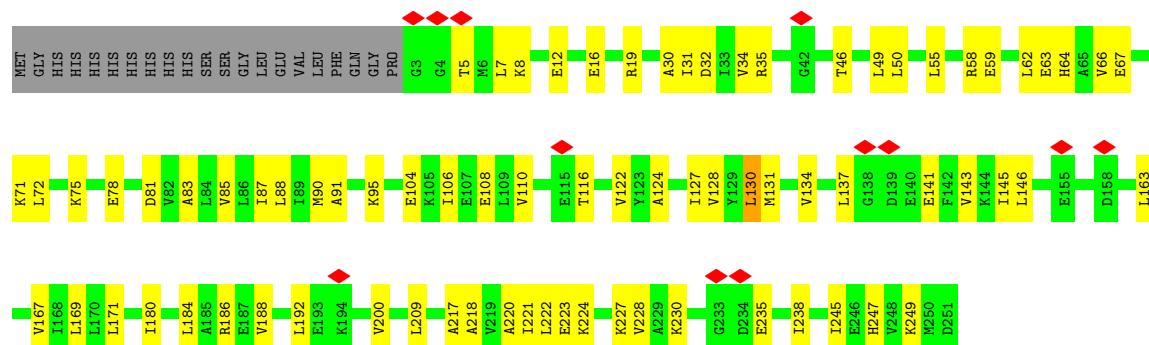 MET GLY HIS HIS HIS HIS HIS HIS HIS HIS SER SER GLY LEU GLU VAL LEU PHE GLN GLY PRO G3 G4 T5 M6 L7 K8 E12 E16 R19 A30 I31 D32 I33 V34 R35 G42 T46 L49 L50 L55 R58 E59 L62 E63 H64 A65 V66 E67
K71 L72 K75 E78 D81 V82 A83 L84 V85 L86 I87 L88 I89 M90 A91 K95 E104 K105 I106 E107 E108 L109 V110 E115 T116 V122 Y123 A124 I127 V128 Y129 L130 M131 V134 L137 G138 D139 E140 E141 F142 V143 K144 I145 L146 E155 D158 L163
V167 I168 L169 L170 L171 I180 L184 A185 R186 E187 V188 L192 E193 K194 V200 L209 A217 A218 V219 A220 I221 L222 E223 K224 K227 V228 A229 K230 G233 D234 E235 I238 I245 E246 H247 V248 K249 M250 D251